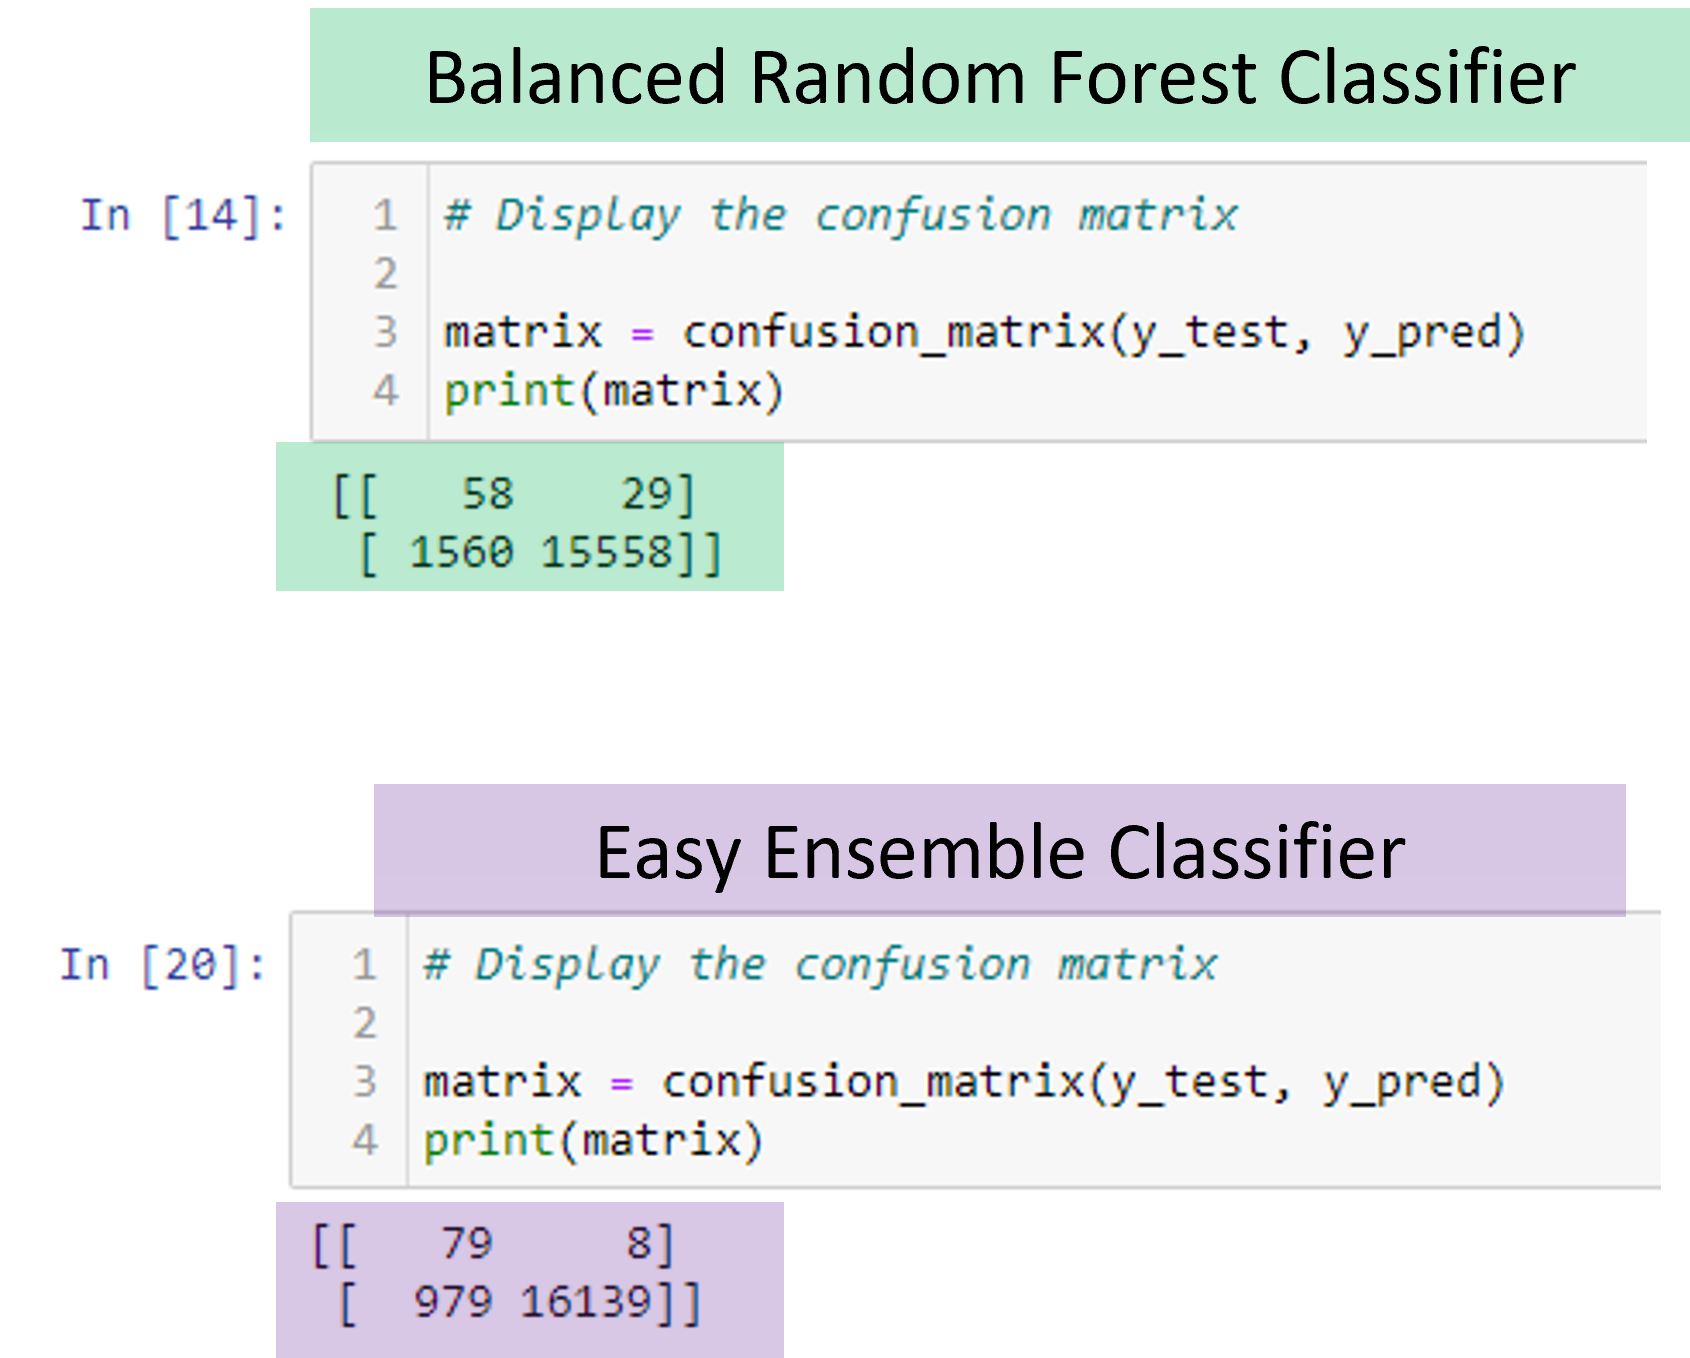 Balanced Random Forest Classifier
In [14]:
1 # Display the confusion matrix
2
3 matrix = confusion_matrix(y_test, y_pred)
4 print(matrix)
[[   58    29]
 [ 1560 15558]]
Easy Ensemble Classifier
In [20]:
1 # Display the confusion matrix
2
3 matrix = confusion_matrix(y_test, y_pred)
4 print(matrix)
[[   79     8]
 [  979 16139]]